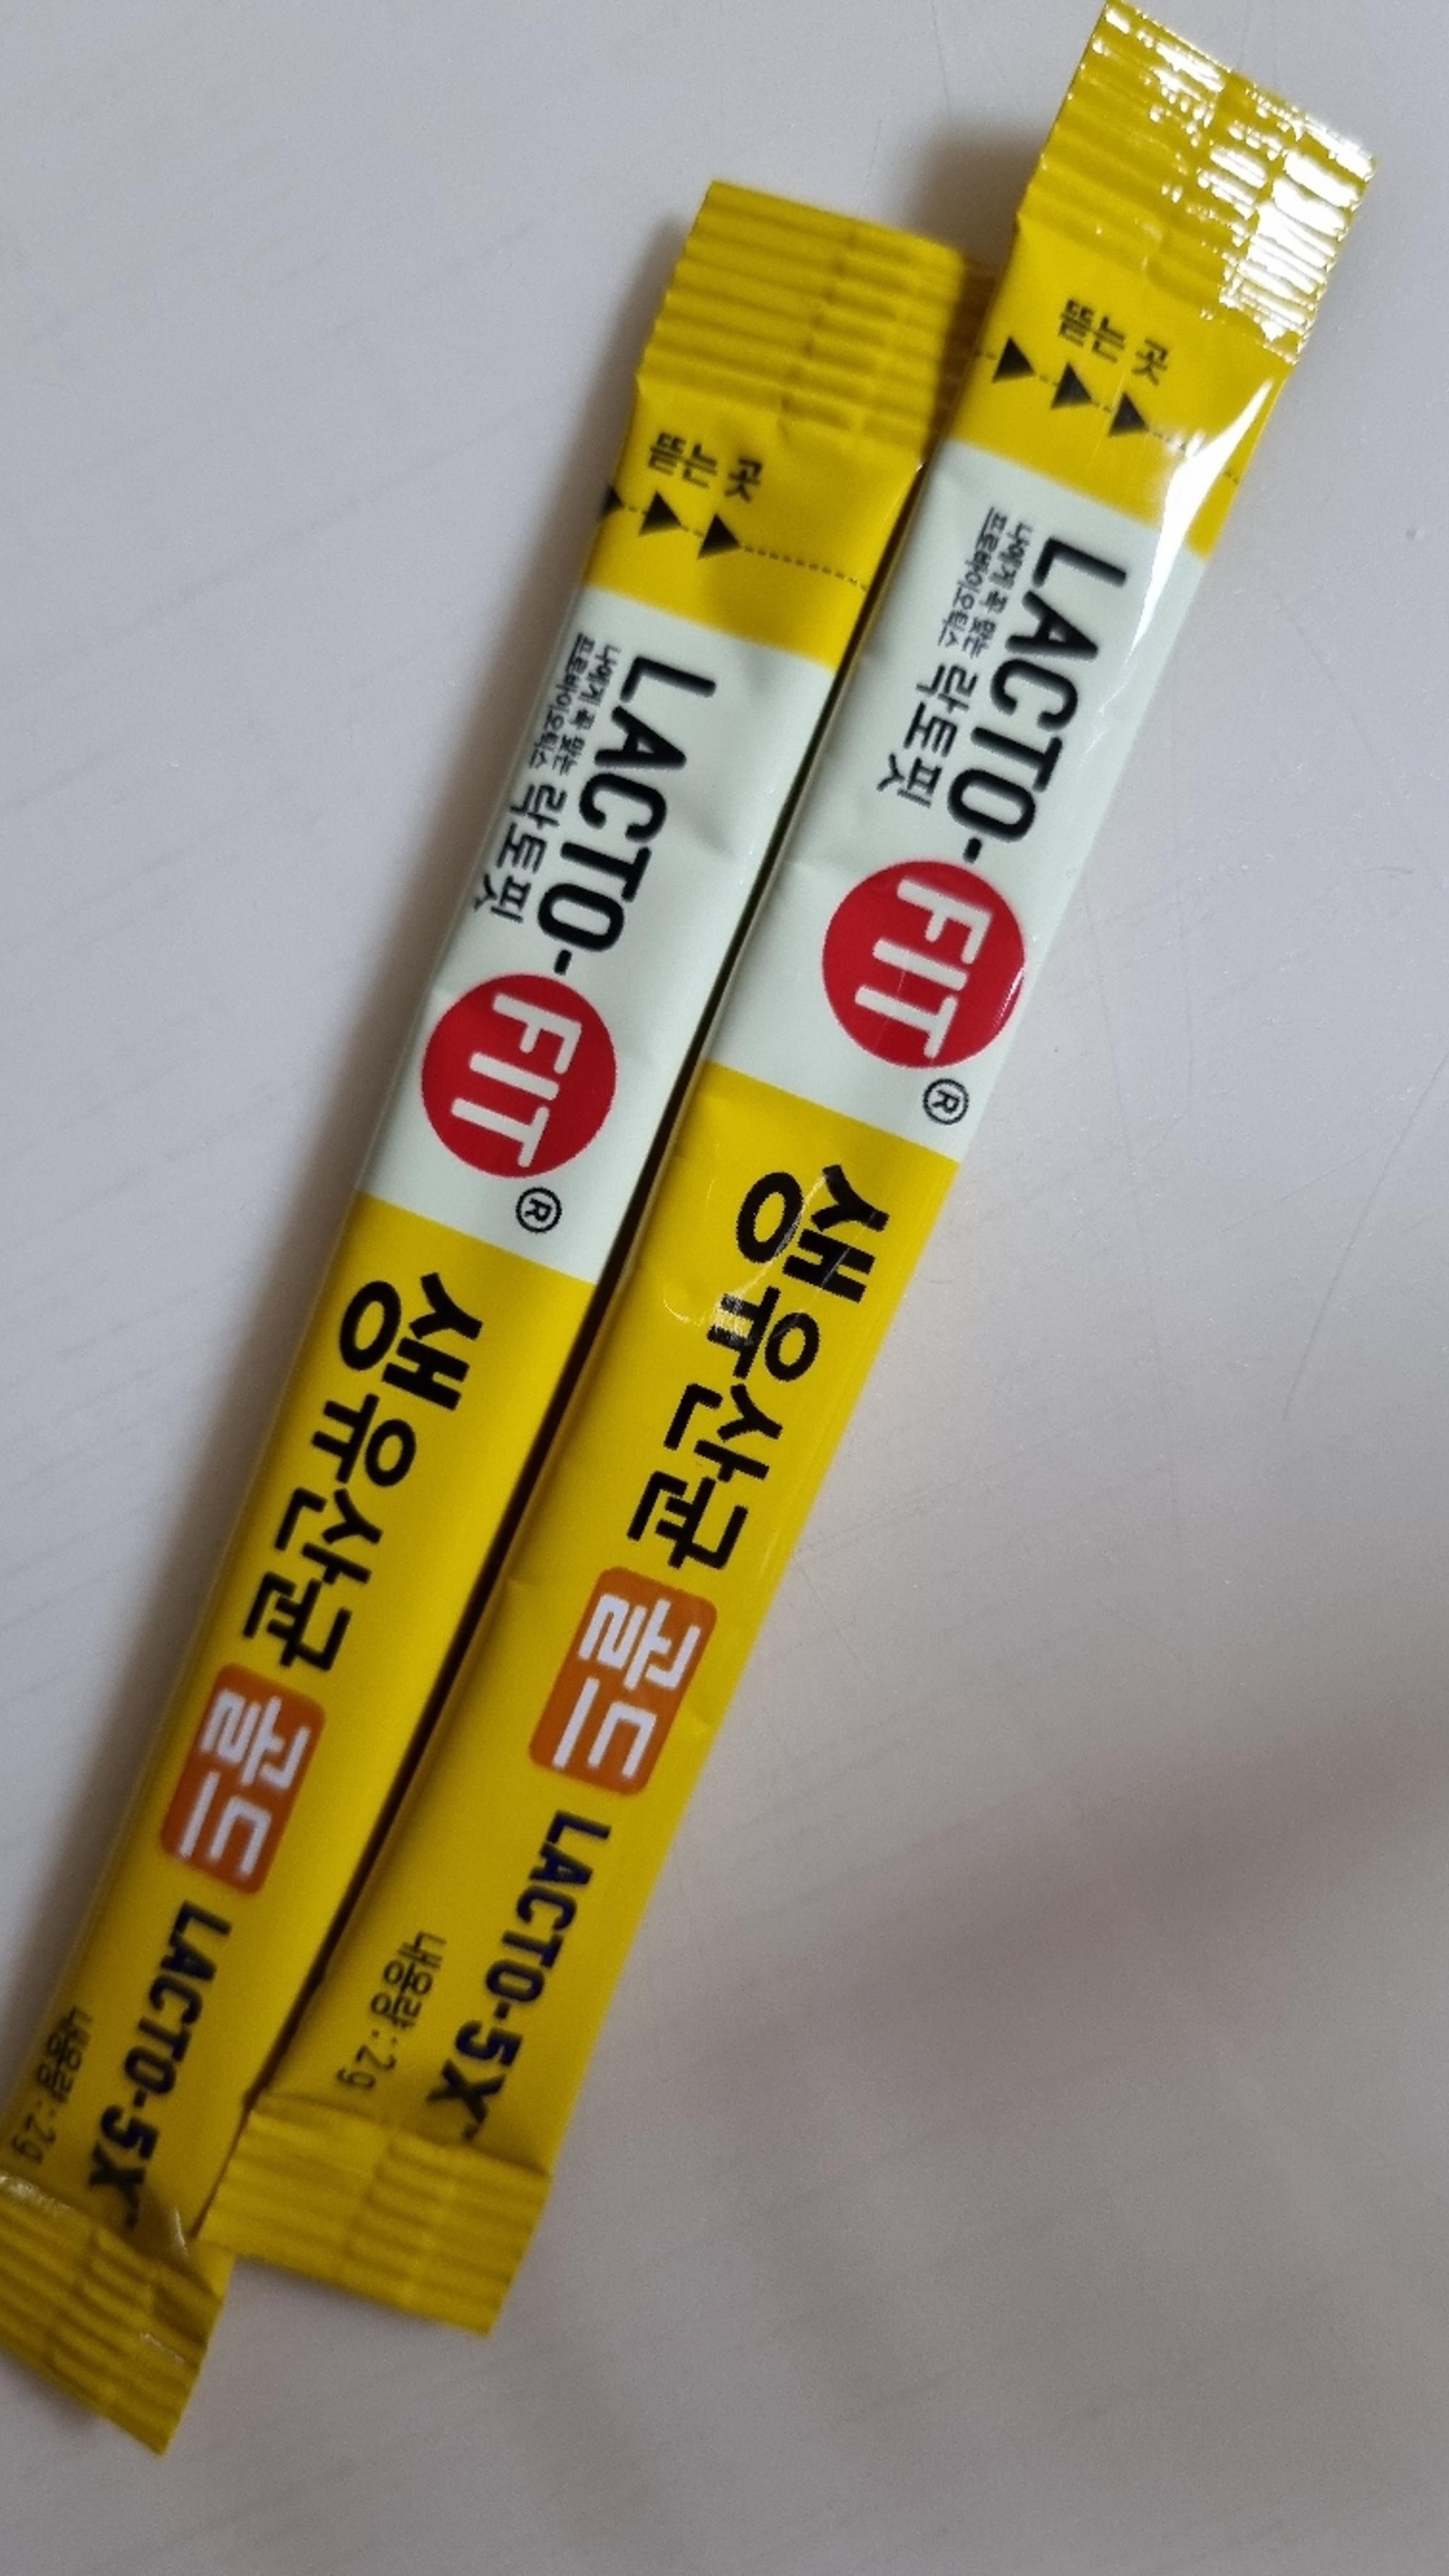 뜯는 곳
LACTO-FIT®
나에게 꼭 맞는
프로바이오틱스
락토핏
생유산균 골드
LACTO-5X™
내용량:2g
뜯는 곳
LACTO-FIT®
나에게 꼭 맞는
프로바이오틱스
락토핏
생유산균 골드
LACTO-5X™
내용량:2g